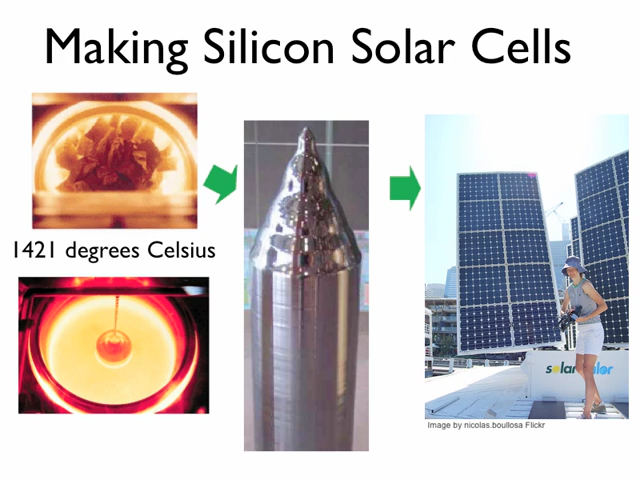 Making Silicon Solar Cells
1421 degrees Celsius
Image by nicolas.boullosa Flickr